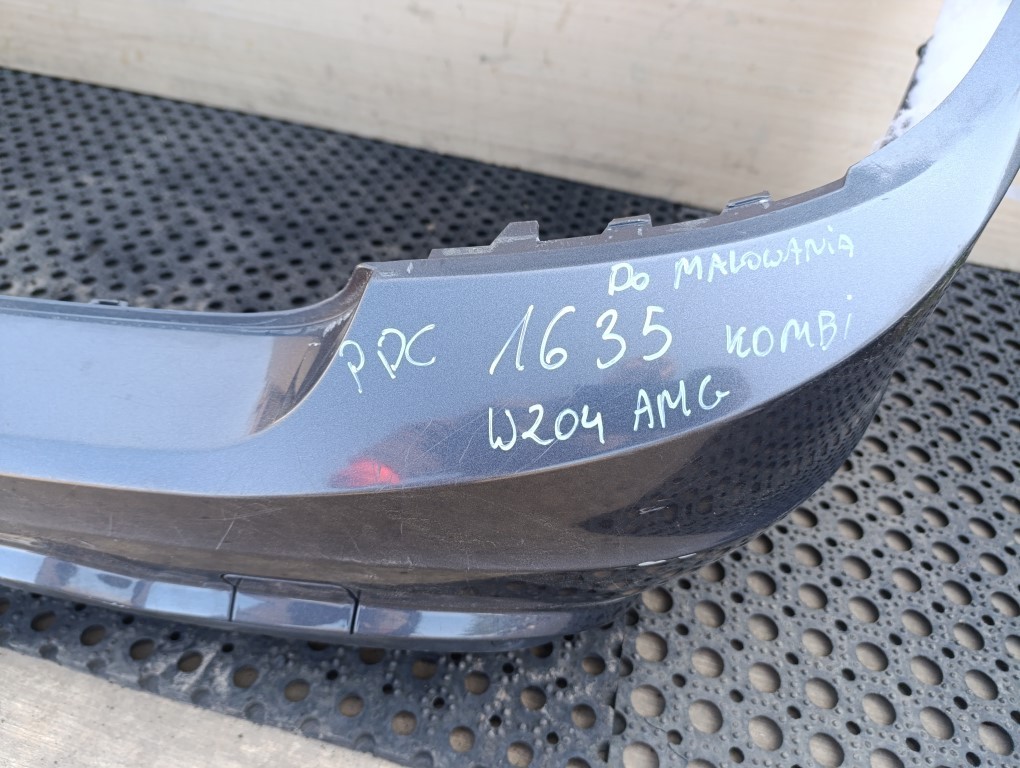 Do MALOWANiA
PDC 1635 KOMBi
W204 AMG